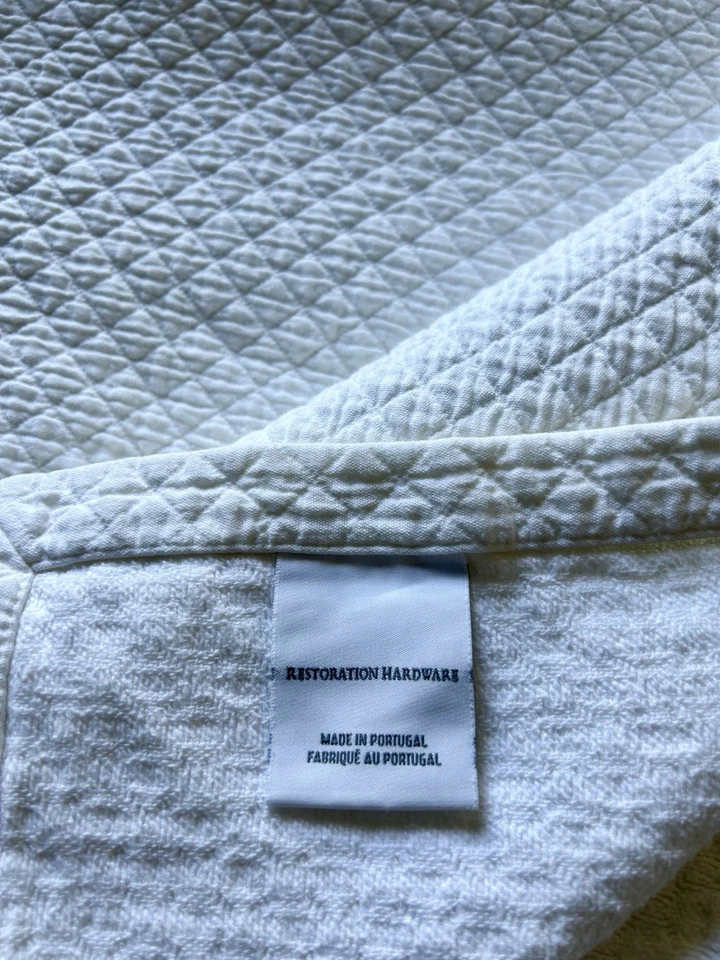 RESTORATION HARDWARE
MADE IN PORTUGAL
FABRIQUÉ AU PORTUGAL